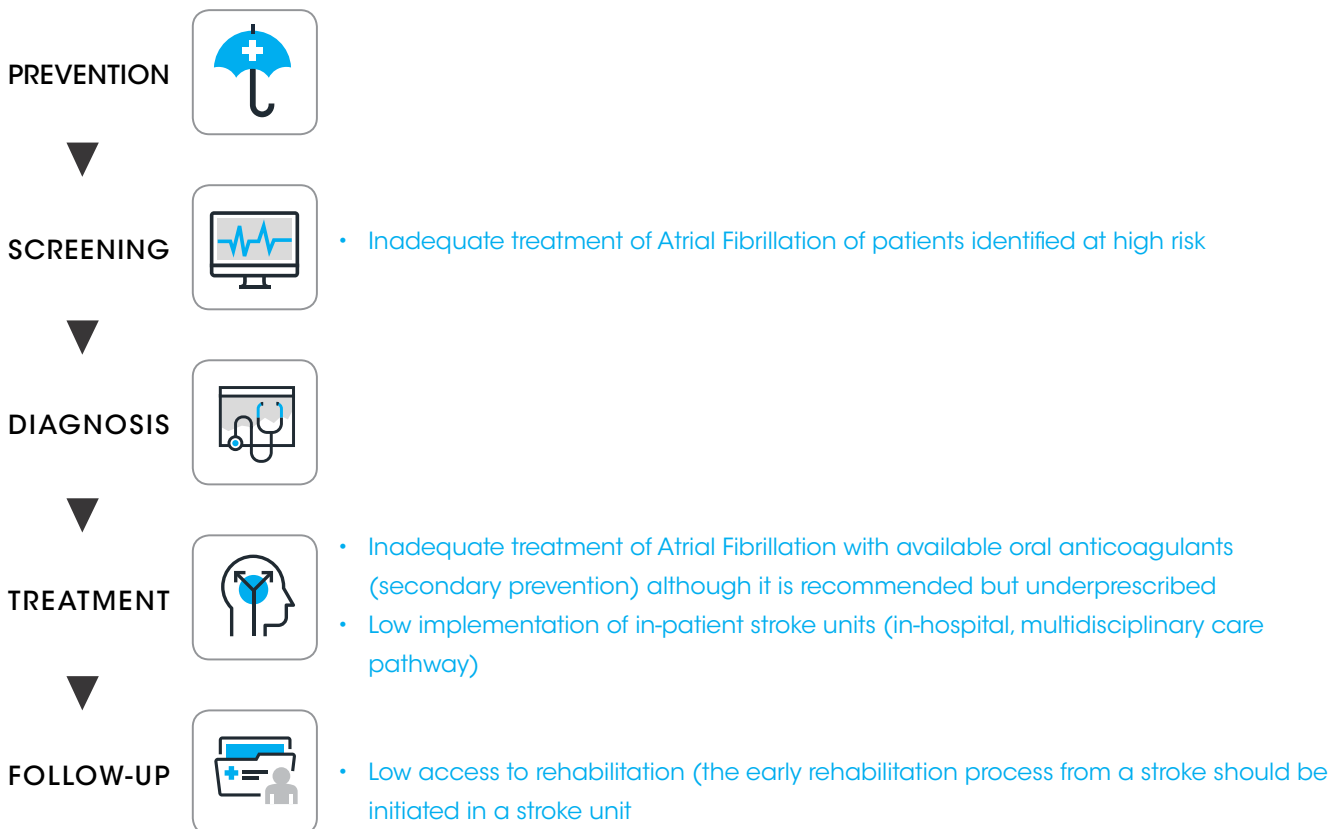 PREVENTION
SCREENING
• Inadequate treatment of Atrial Fibrillation of patients identified at high risk
DIAGNOSIS
TREATMENT
• Inadequate treatment of Atrial Fibrillation with available oral anticoagulants
(secondary prevention) although it is recommended but underprescribed
• Low implementation of in-patient stroke units (in-hospital, multidisciplinary care
pathway)
FOLLOW-UP
• Low access to rehabilitation (the early rehabilitation process from a stroke should be
initiated in a stroke unit